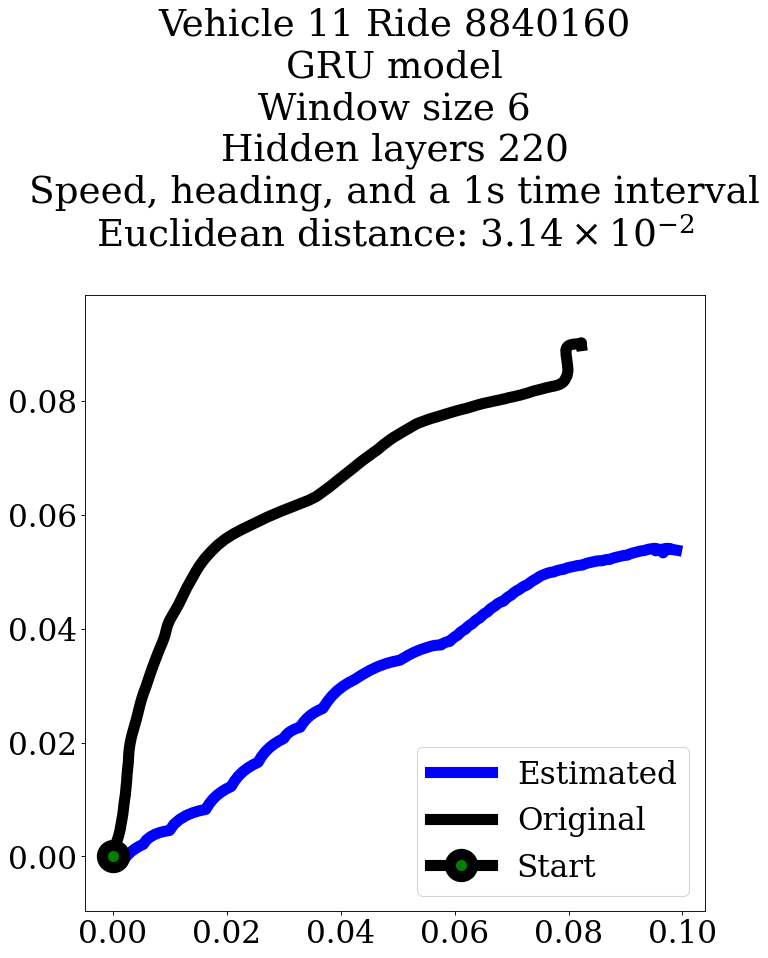 Vehicle 11 Ride 8840160
GRU model
Window size 6
Hidden layers 220
Speed, heading, and a 1s time interval
Euclidean distance: 3.14 × 10⁻²
0.08
0.06
0.04
0.02
0.00
Estimated
Original
Start
0.00 0.02 0.04 0.06 0.08 0.10